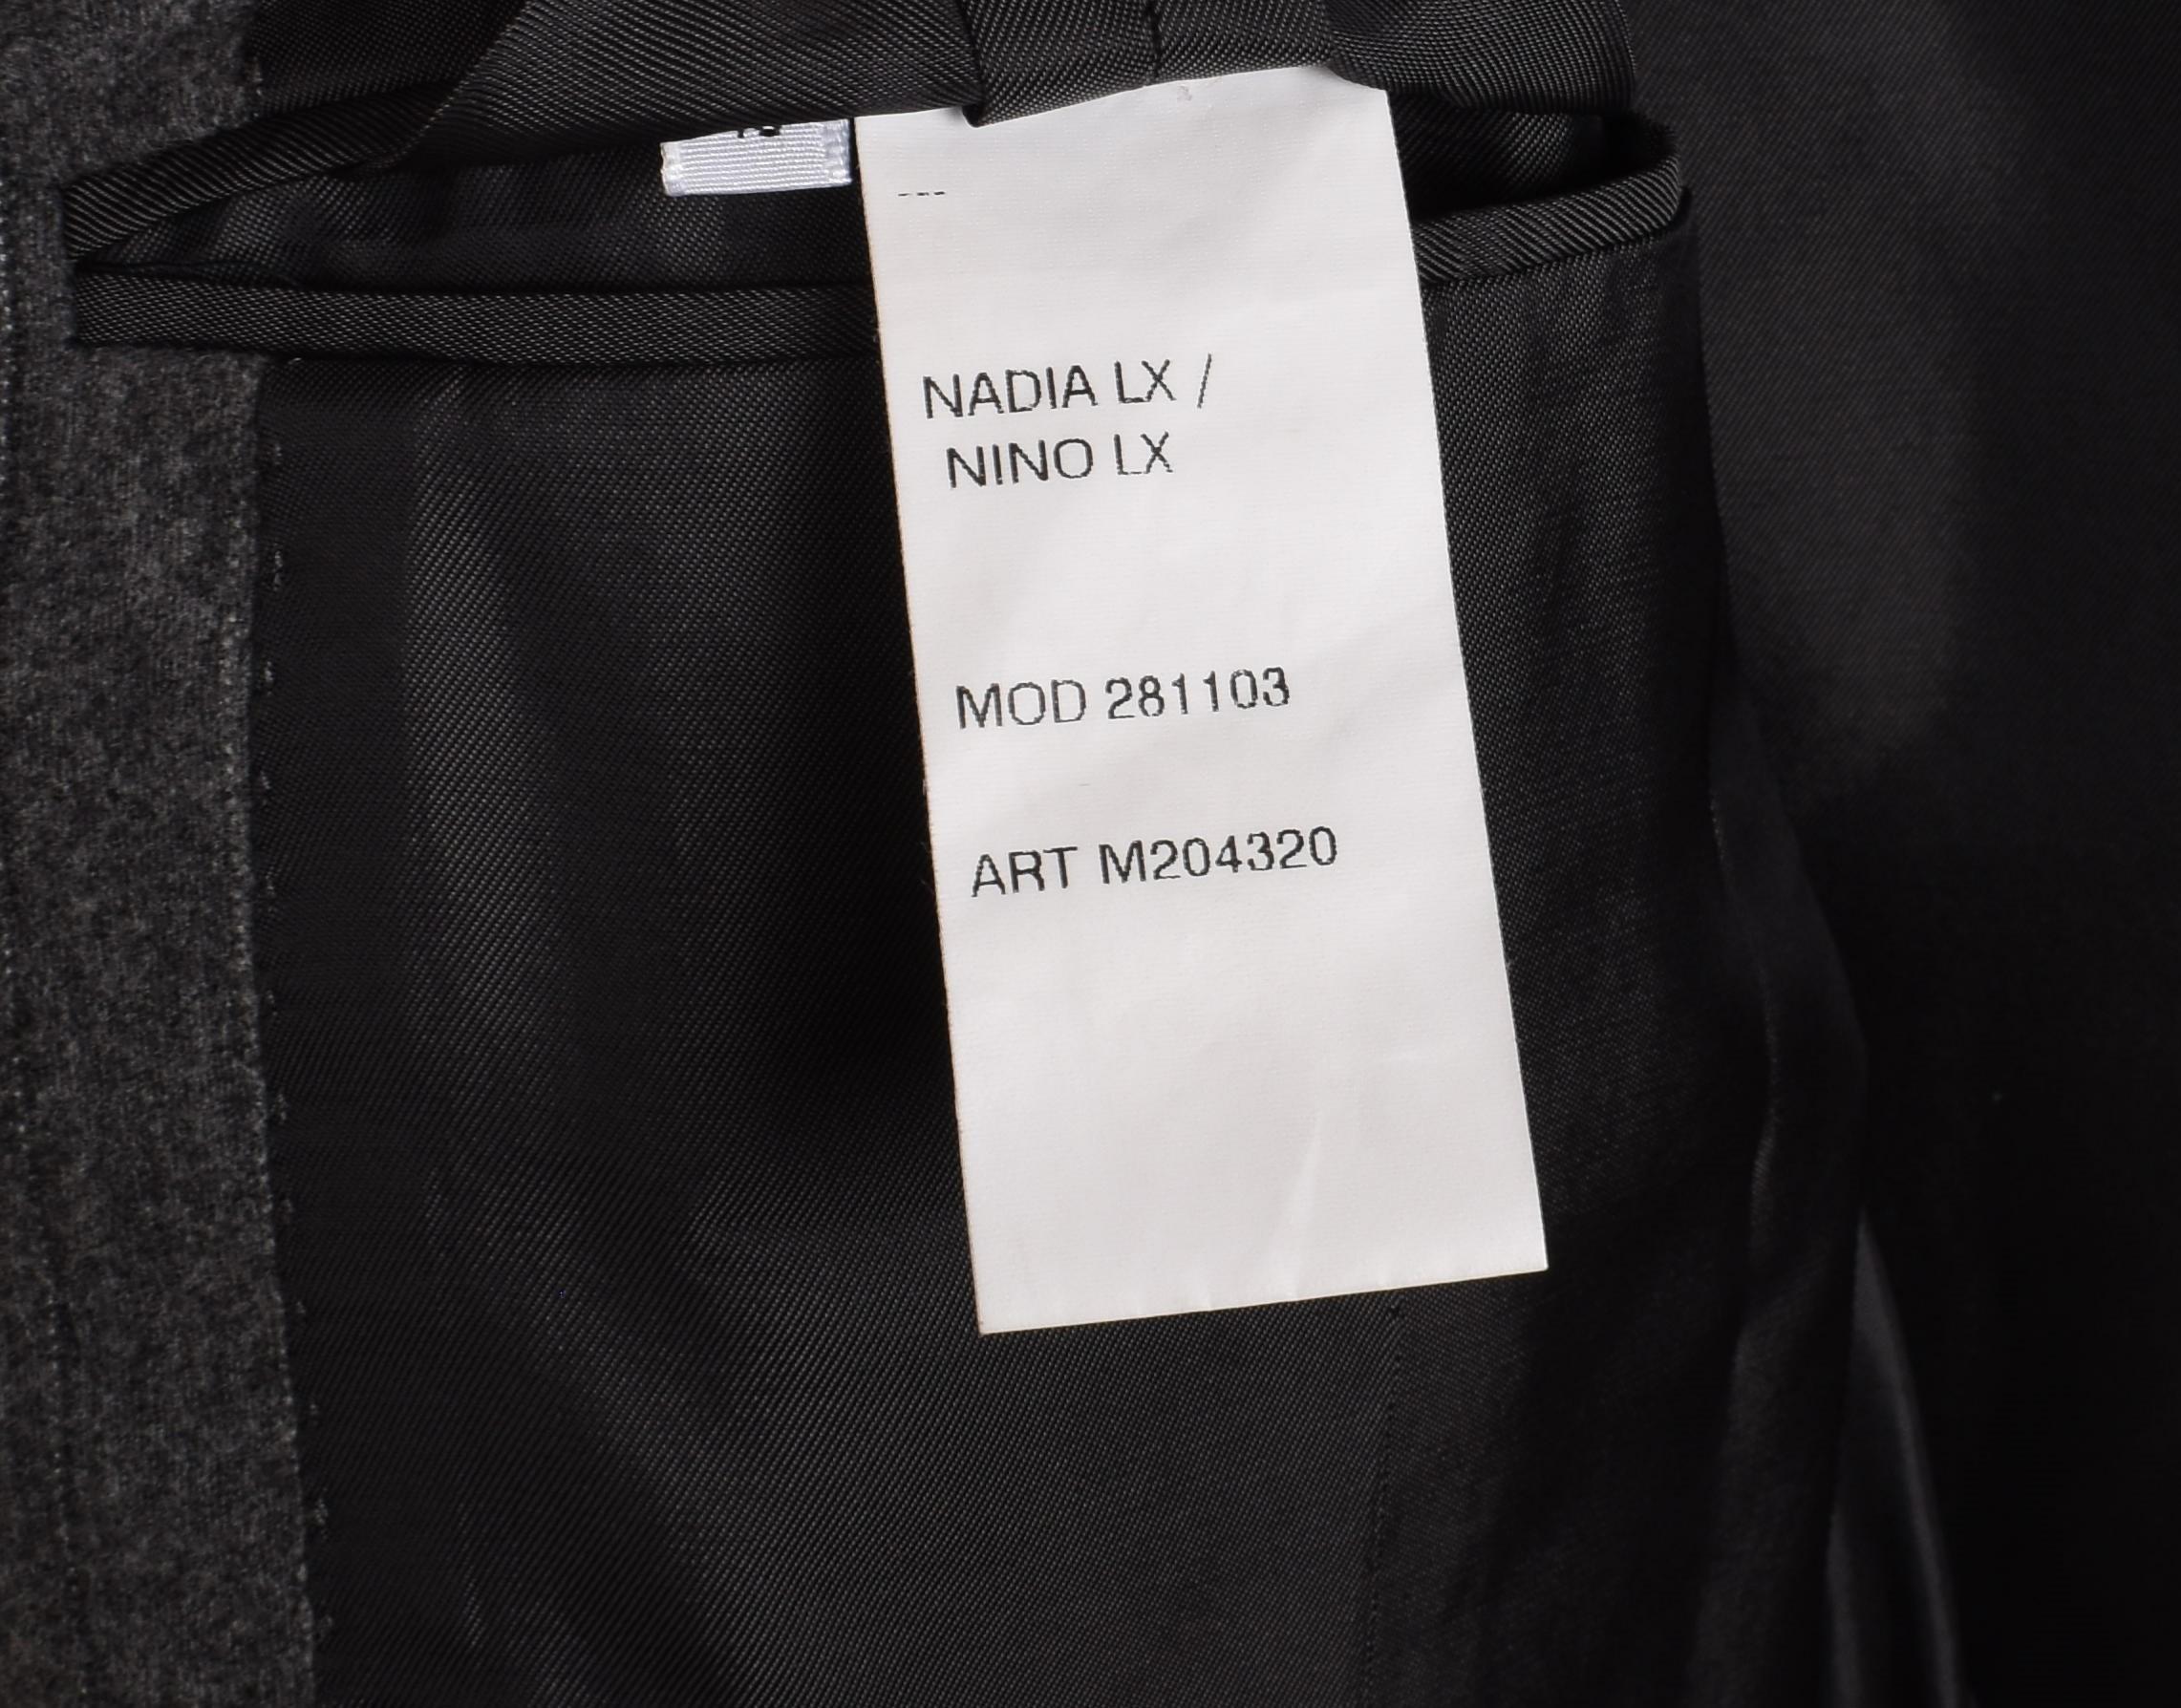 ---
NADIA LX /
NINO LX
MOD 281103
ART M204320